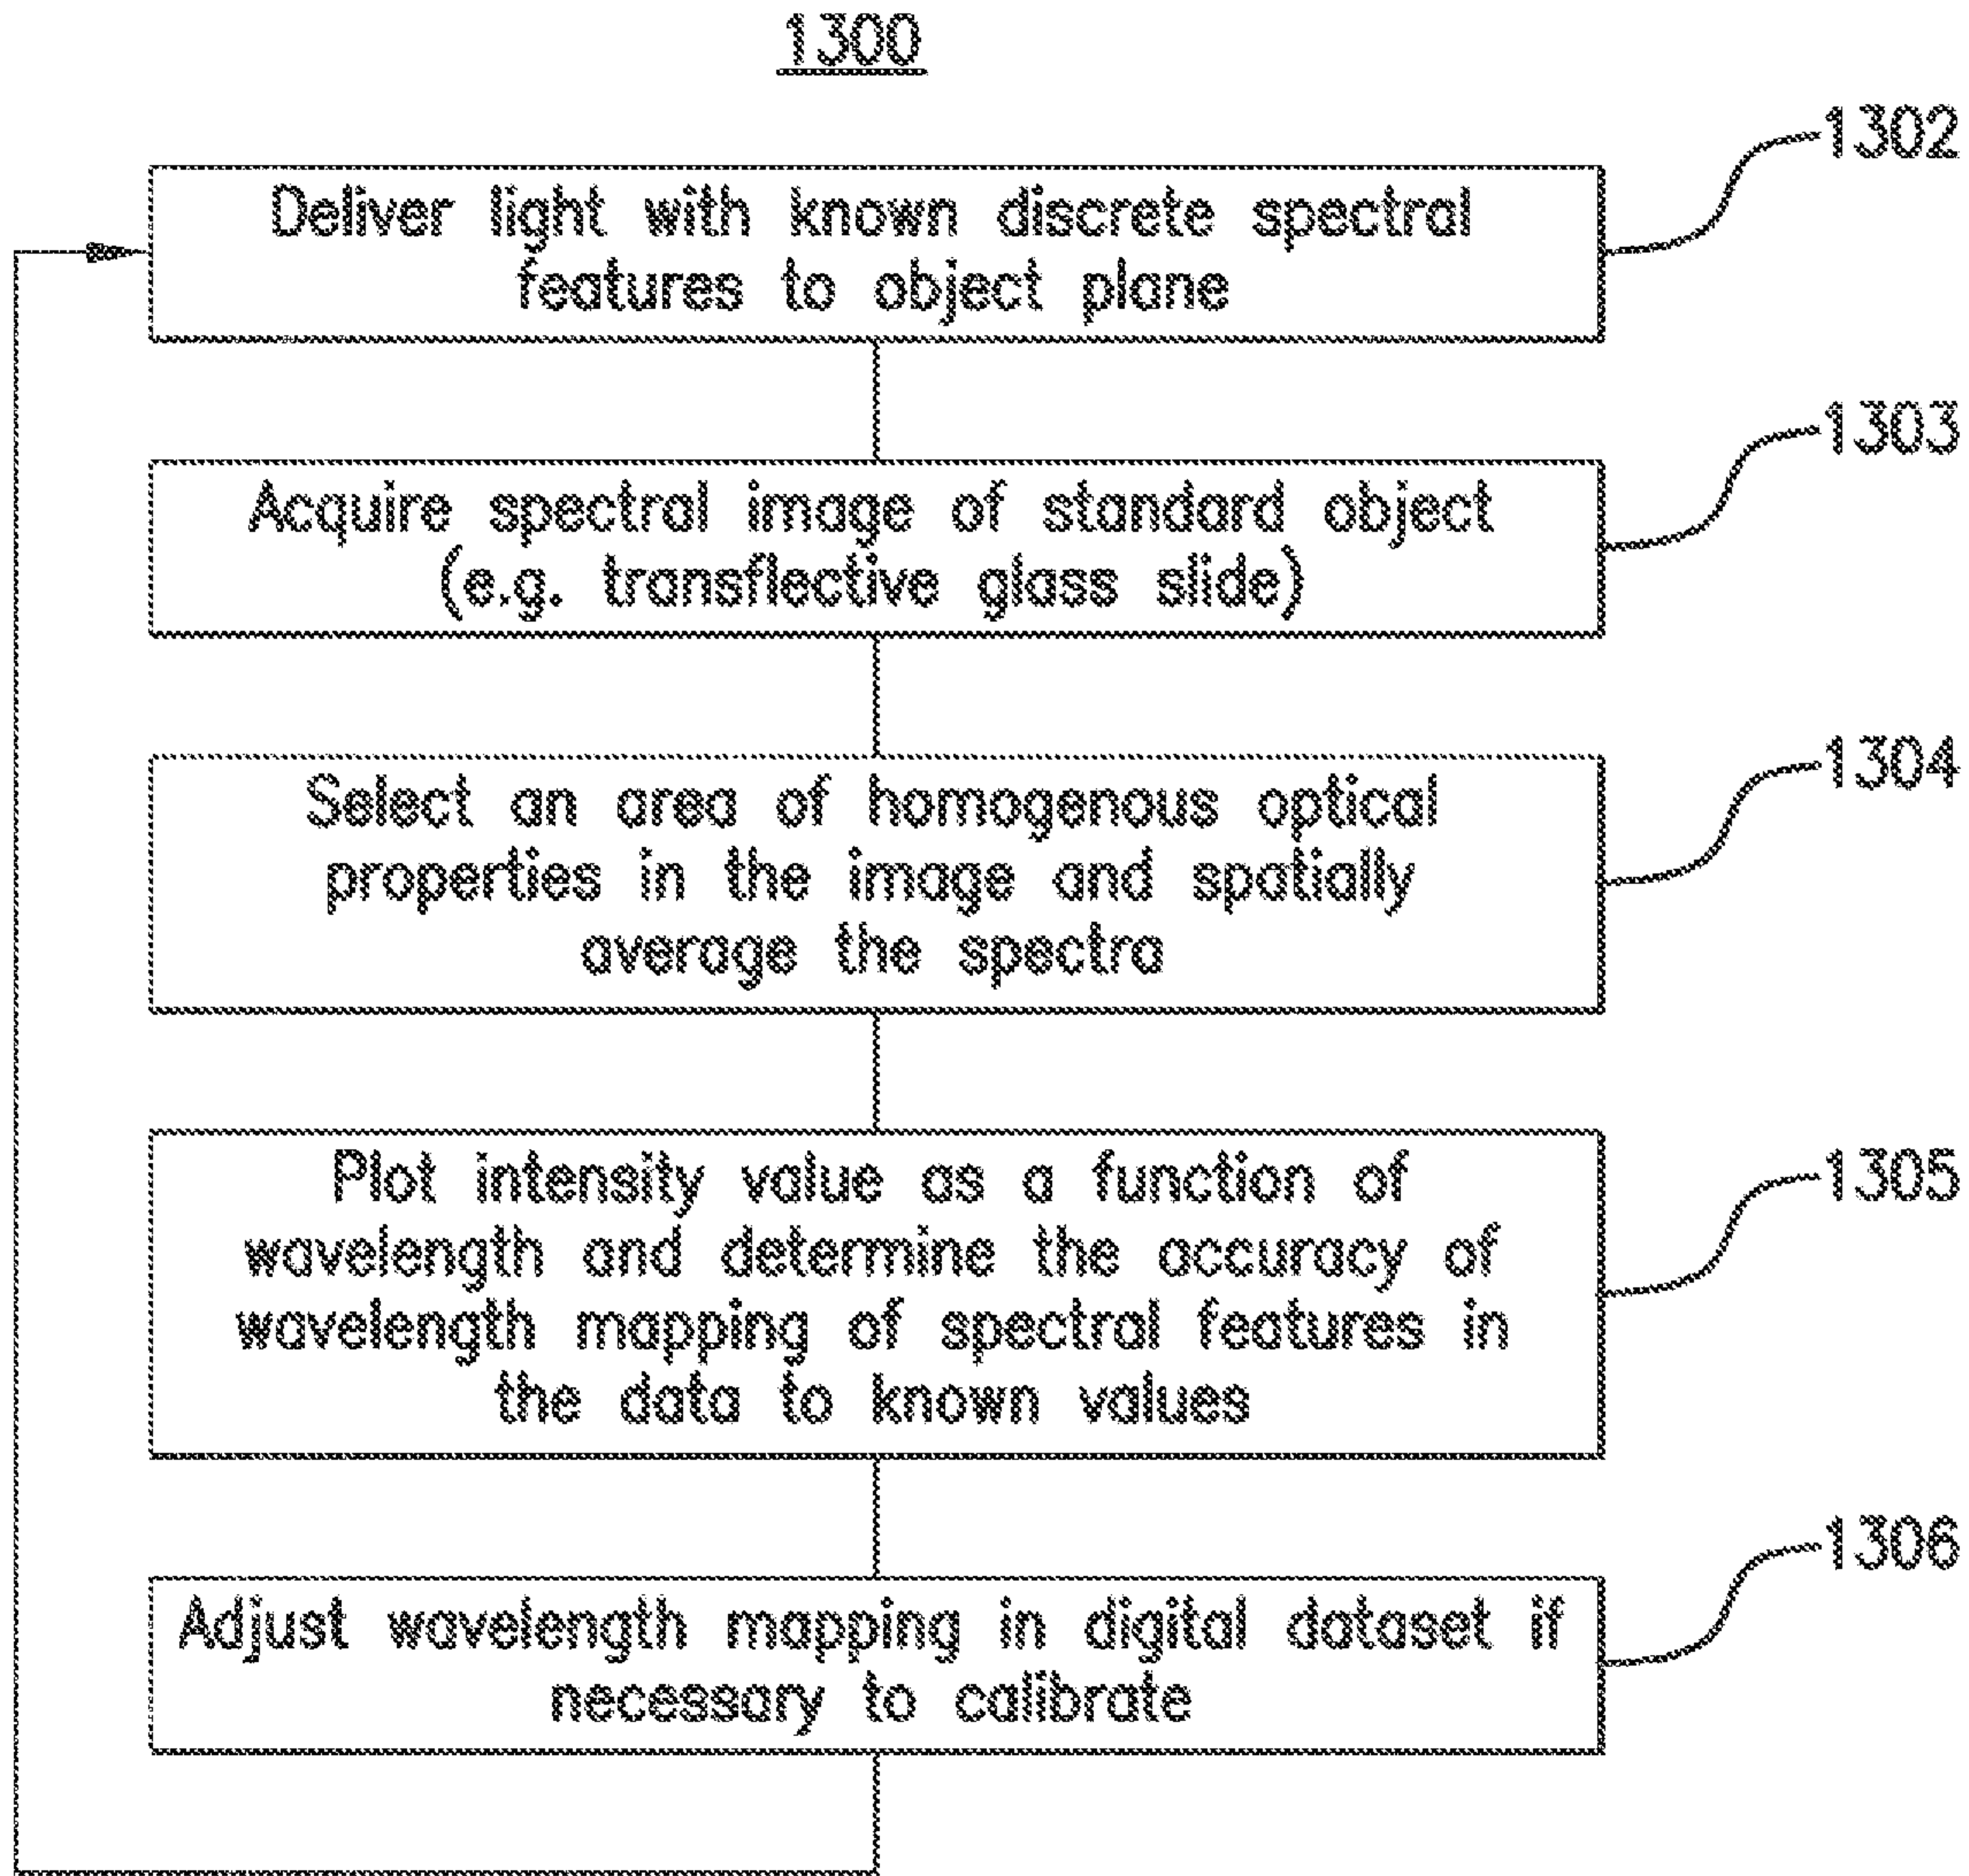 1300
1302
Deliver light with known discrete spectral
features to object plane
1303
Acquire spectral image of standard object
(e.g. transflective glass slide)
1304
Select an area of homogenous optical
properties in the image and spatially
average the spectra
1305
Plot intensity value as a function of
wavelength and determine the accuracy of
wavelength mapping of spectral features in
the data to known values
1306
Adjust wavelength mapping in digital dataset if
necessary to calibrate